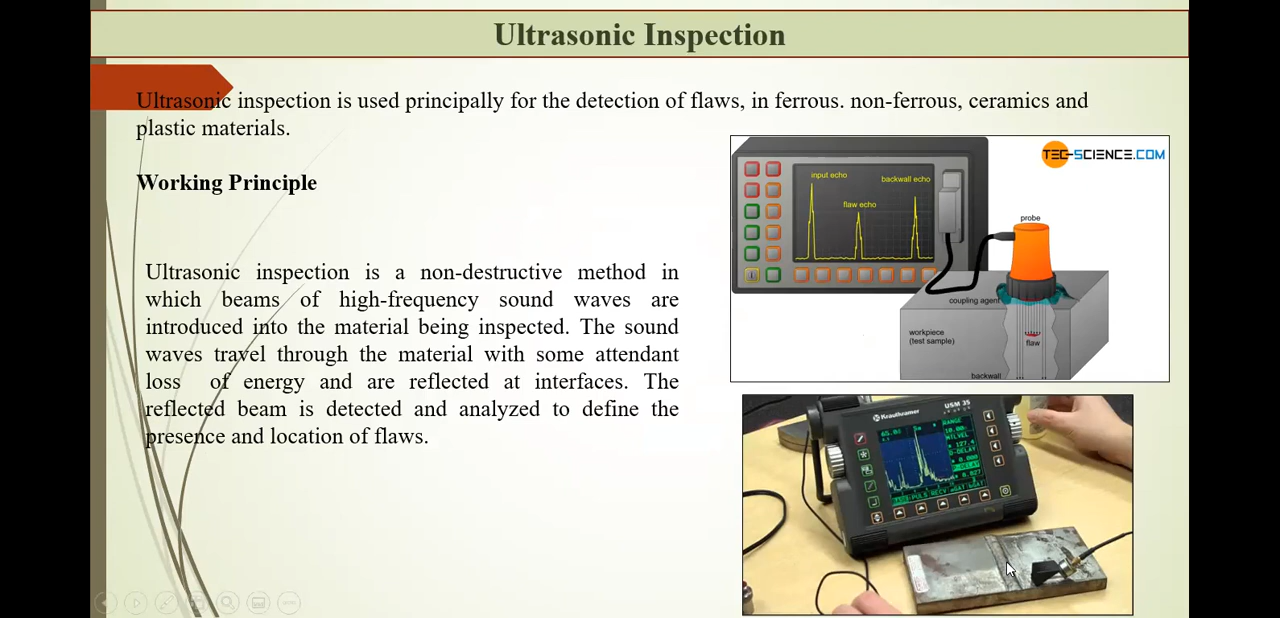 Ultrasonic Inspection
Ultrasonic inspection is used principally for the detection of flaws, in ferrous. non-ferrous, ceramics and
plastic materials.
Working Principle
Ultrasonic inspection is a non-destructive method in
which beams of high-frequency sound waves are
introduced into the material being inspected. The sound
waves travel through the material with some attendant
loss of energy and are reflected at interfaces. The
reflected beam is detected and analyzed to define the
presence and location of flaws.
TEC-SCIENCE.COM
input echo
backwall echo
flaw echo
probe
coupling agent
workpiece
(test sample)
flaw
backwall
Krautkramer
USM 35
RANGE